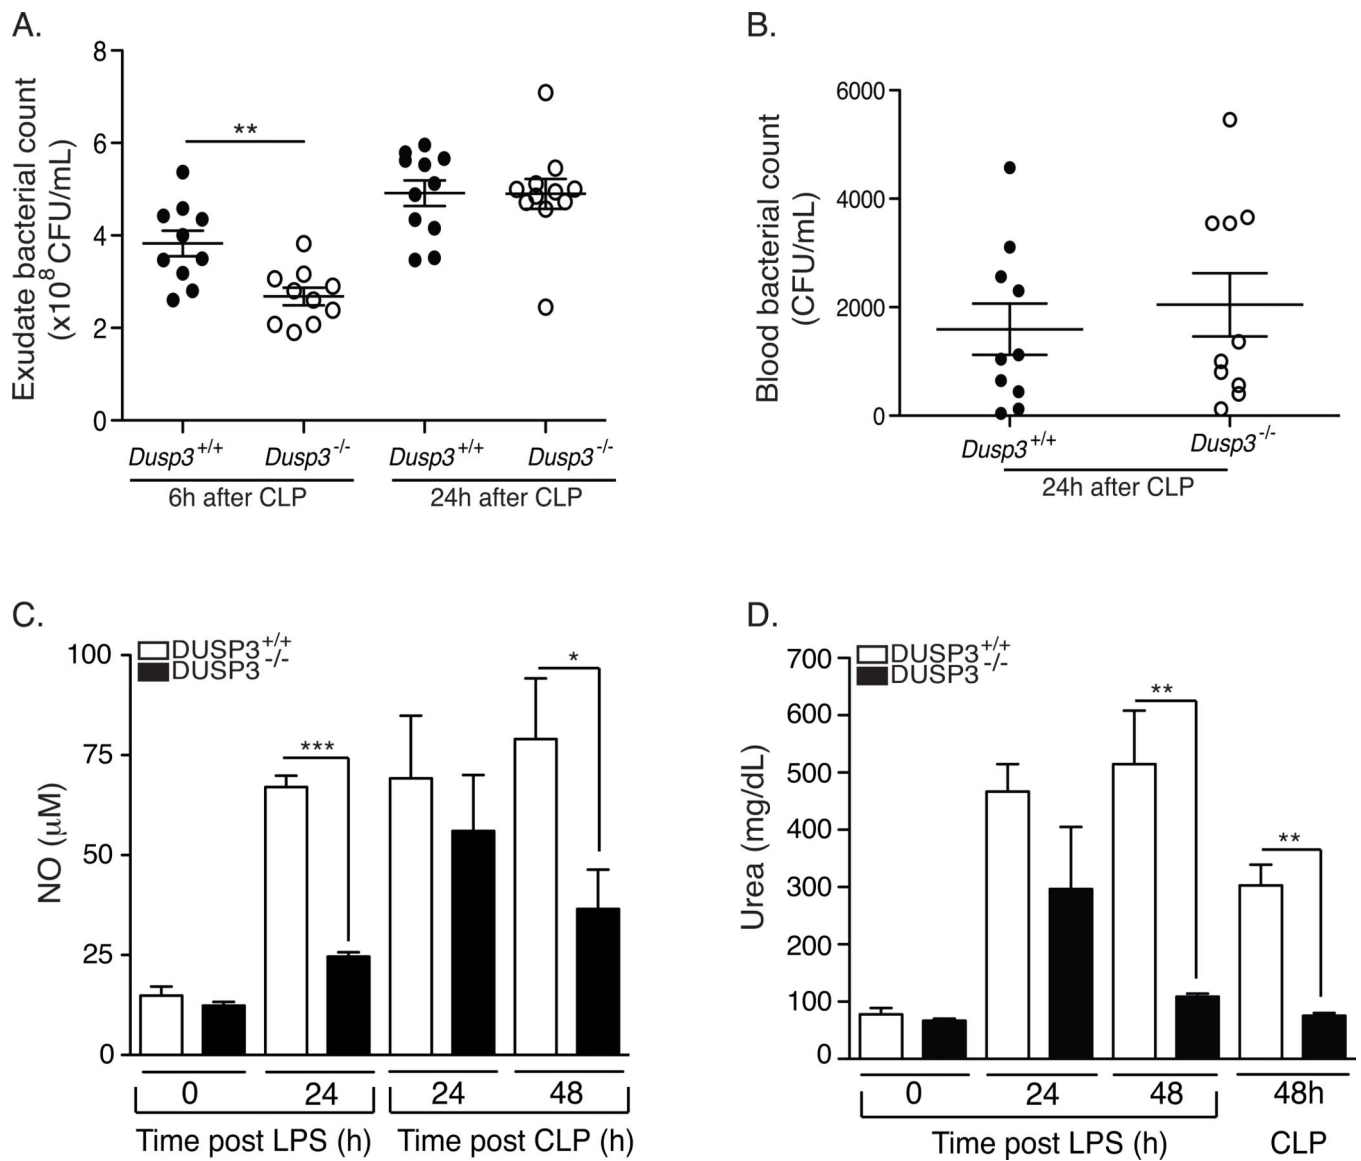 A.
Exudate bacterial count
(x10⁸ CFU/mL)
8
6
4
2
0
**
Dusp3+/+
Dusp3-/-
Dusp3+/+
Dusp3-/-
6h after CLP
24h after CLP
B.
Blood bacterial count
(CFU/mL)
6000
4000
2000
0
Dusp3+/+
Dusp3-/-
24h after CLP
C.
DUSP3+/+
DUSP3-/-
NO (μM)
100
75
50
25
0
***
*
0
24
24
48
Time post LPS (h)
Time post CLP (h)
D.
DUSP3+/+
DUSP3-/-
Urea (mg/dL)
700
600
500
400
300
200
100
0
**
**
0
24
48
48h
Time post LPS (h)
CLP